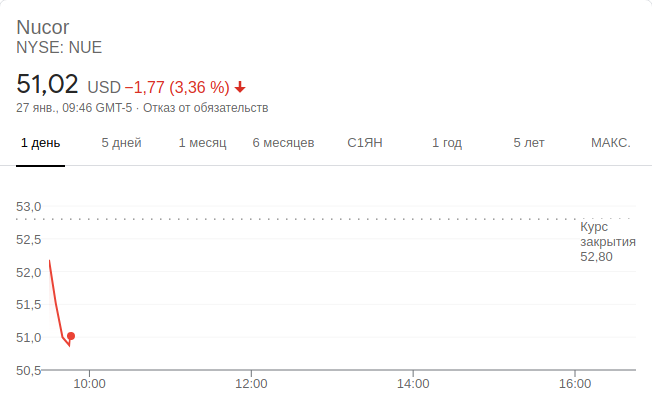 Nucor
NYSE: NUE
51,02 USD −1,77 (3,36 %)
27 янв., 09:46 GMT-5 · Отказ от обязательств
1 день 5 дней 1 месяц 6 месяцев С1ЯН 1 год 5 лет МАКС.
53,0
Курс
закрытия
52,80
52,5
52,0
51,5
51,0
50,5
10:00 12:00 14:00 16:00